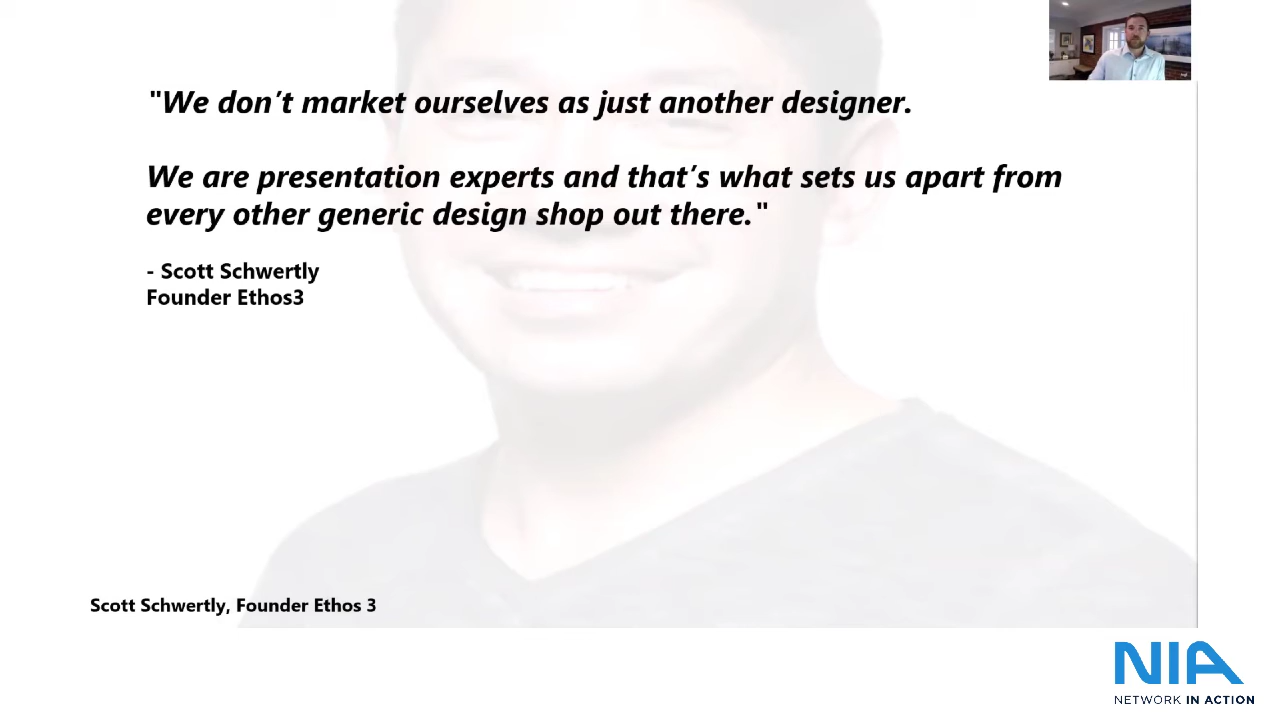 "We don't market ourselves as just another designer.
We are presentation experts and that's what sets us apart from
every other generic design shop out there."
- Scott Schwertly
Founder Ethos3
Scott Schwertly, Founder Ethos 3
NIA
NETWORK IN ACTION